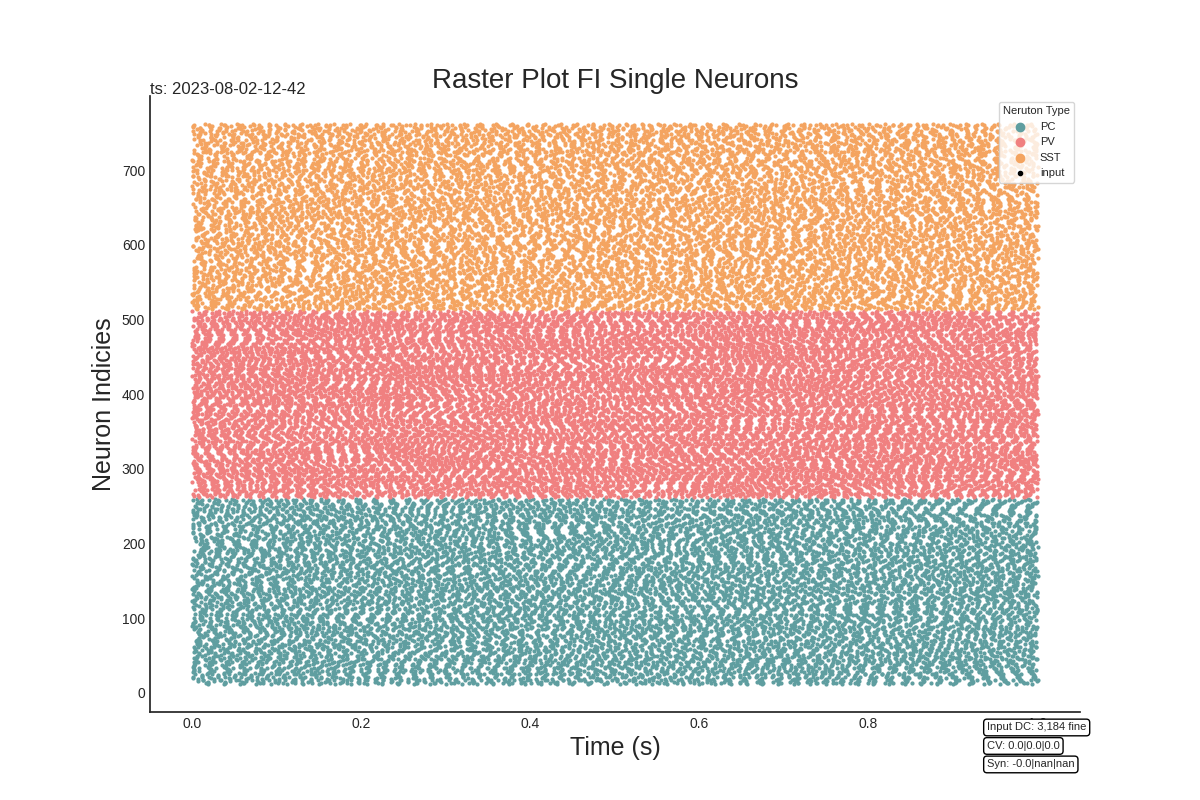 Raster Plot FI Single Neurons
ts: 2023-08-02-12-42
Neruton Type
PC
PV
SST
input
Neuron Indicies
700
600
500
400
300
200
100
0
0.0 0.2 0.4 0.6 0.8
Time (s)
Input DC: 3,184 fine
CV: 0.0|0.0|0.0
Syn: -0.0|nan|nan